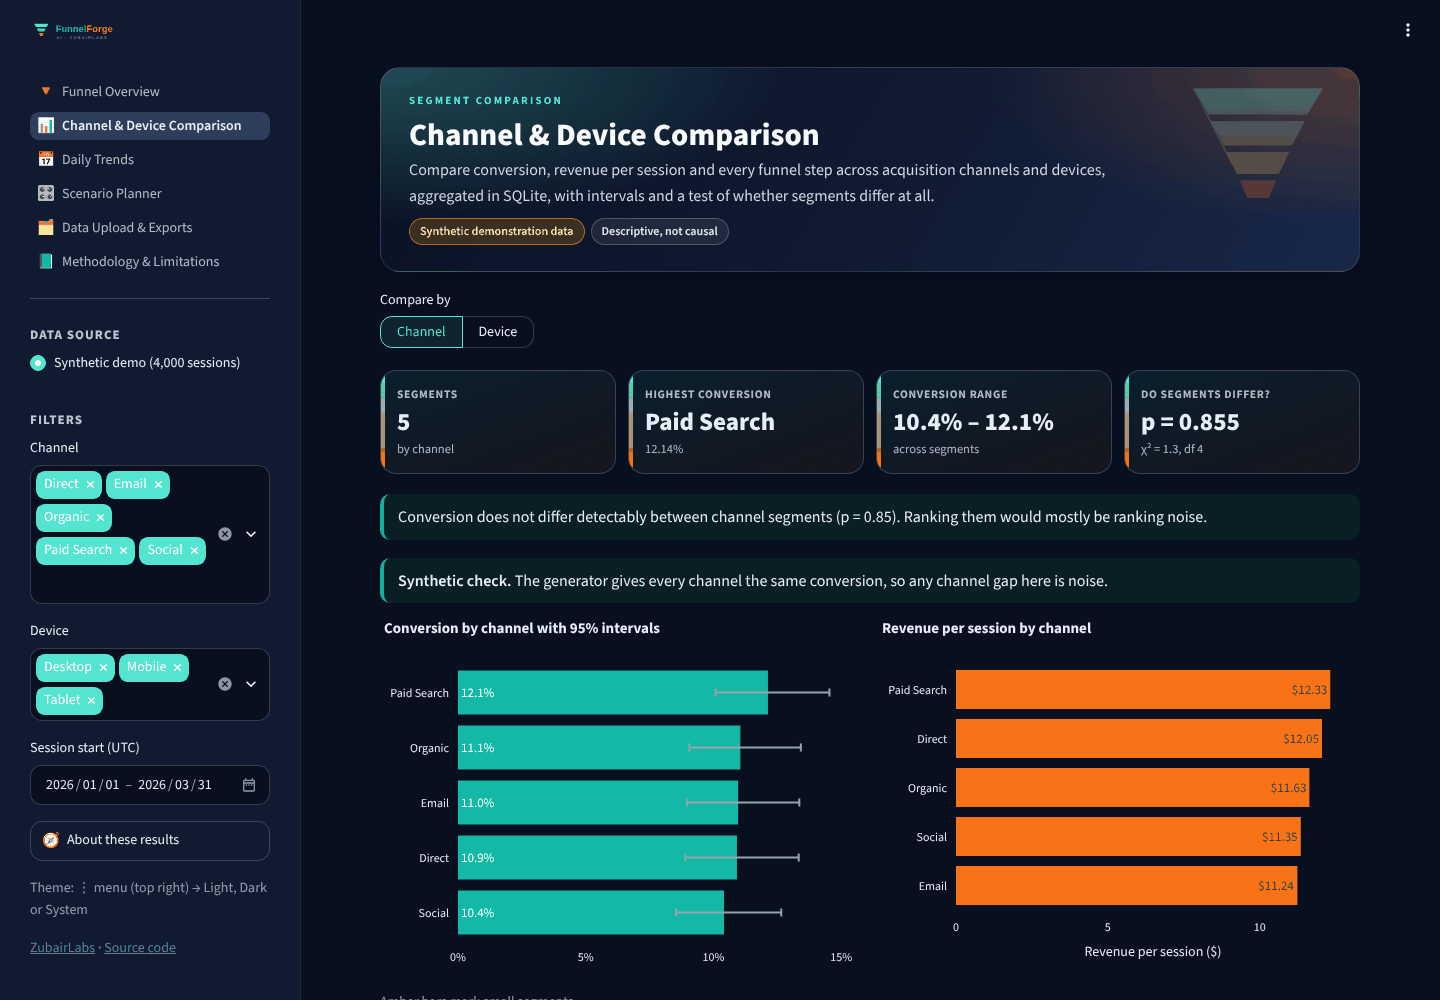 FunnelForge
AI · ZUBAIRLABS
Funnel Overview
Channel & Device Comparison
Daily Trends
Scenario Planner
Data Upload & Exports
Methodology & Limitations
DATA SOURCE
Synthetic demo (4,000 sessions)
FILTERS
Channel
Direct × Email ×
Organic ×
Paid Search × Social ×
Device
Desktop × Mobile ×
Tablet ×
Session start (UTC)
2026 / 01 / 01 – 2026 / 03 / 31
About these results
Theme: ⋮ menu (top right) → Light, Dark
or System
ZubairLabs · Source code
SEGMENT COMPARISON
Channel & Device Comparison
Compare conversion, revenue per session and every funnel step across acquisition channels and devices,
aggregated in SQLite, with intervals and a test of whether segments differ at all.
Synthetic demonstration data Descriptive, not causal
Compare by
Channel Device
SEGMENTS
5
by channel
HIGHEST CONVERSION
Paid Search
12.14%
CONVERSION RANGE
10.4% – 12.1%
across segments
DO SEGMENTS DIFFER?
p = 0.855
χ² = 1.3, df 4
Conversion does not differ detectably between channel segments (p = 0.85). Ranking them would mostly be ranking noise.
Synthetic check. The generator gives every channel the same conversion, so any channel gap here is noise.
Conversion by channel with 95% intervals
Paid Search 12.1%
Organic 11.1%
Email 11.0%
Direct 10.9%
Social 10.4%
0% 5% 10% 15%
Revenue per session by channel
Paid Search $12.33
Direct $12.05
Organic $11.63
Social $11.35
Email $11.24
0 5 10
Revenue per session ($)
Amber bars mark small segments